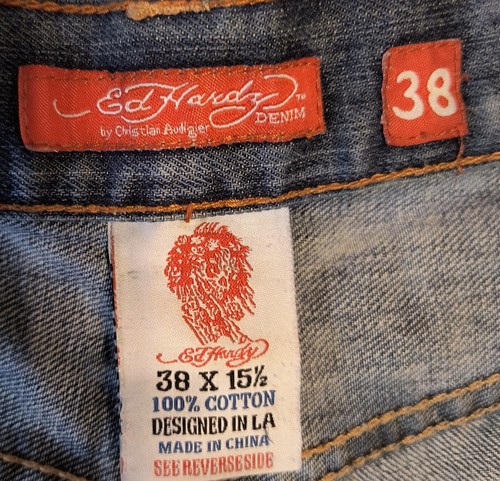 Ed Hardy
DENIM™
by Christian Audigier
38
Ed Hardy
38 X 15½
100% COTTON
DESIGNED IN LA
MADE IN CHINA
SEE REVERSE SIDE